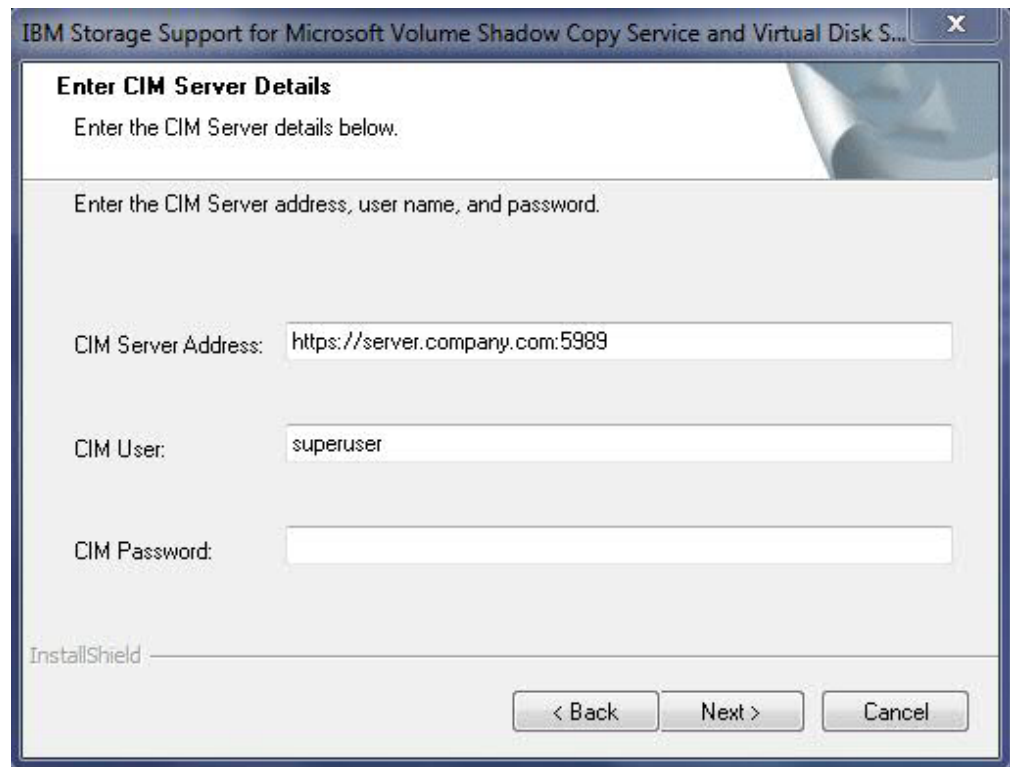 IBM Storage Support for Microsoft Volume Shadow Copy Service and Virtual Disk S...
X
Enter CIM Server Details
Enter the CIM Server details below.
Enter the CIM Server address, user name, and password.
CIM Server Address: https://server.company.com:5989
CIM User: superuser
CIM Password:
InstallShield
< Back Next > Cancel